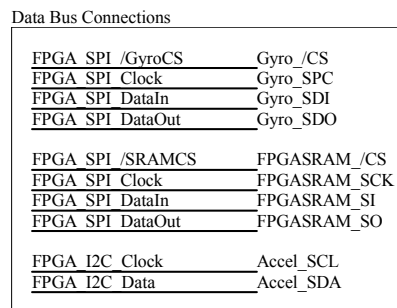 Data Bus Connections
FPGA_SPI_/GyroCS Gyro_/CS
FPGA_SPI_Clock Gyro_SPC
FPGA_SPI_DataIn Gyro_SDI
FPGA_SPI_DataOut Gyro_SDO
FPGA_SPI_/SRAMCS FPGASRAM_/CS
FPGA_SPI_Clock FPGASRAM_SCK
FPGA_SPI_DataIn FPGASRAM_SI
FPGA_SPI_DataOut FPGASRAM_SO
FPGA_I2C_Clock Accel_SCL
FPGA_I2C_Data Accel_SDA